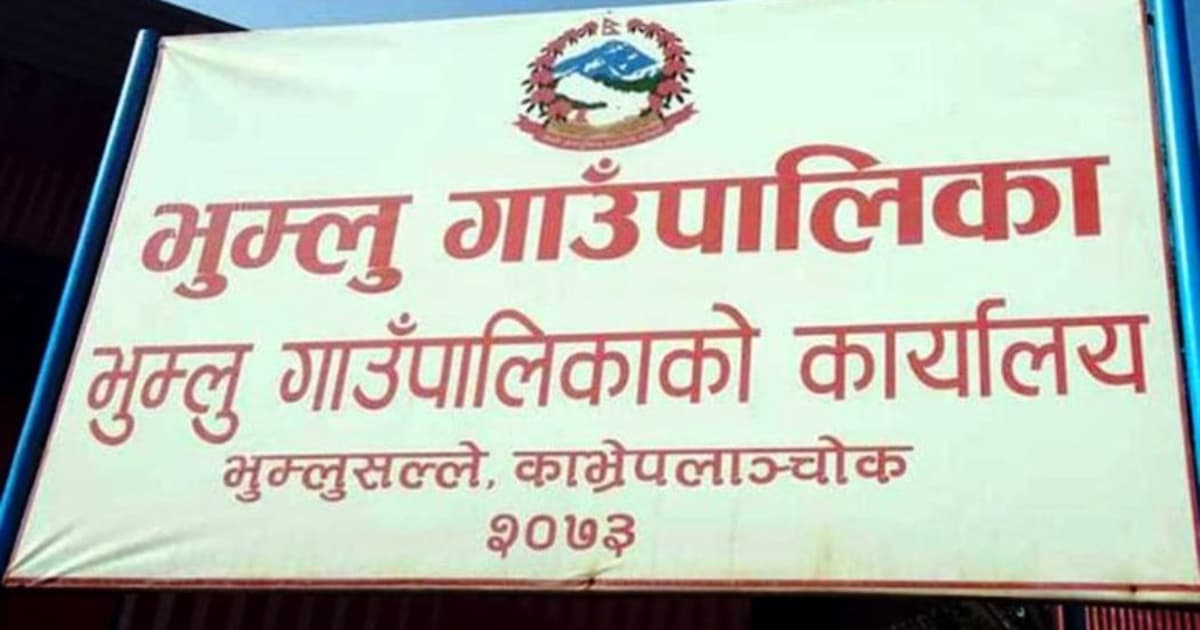 भुम्लु गाउँपालिका
भुम्लु गाउँपालिकाको कार्यालय
भुम्लुसल्ले, काभ्रेपलाञ्चोक
२०७३